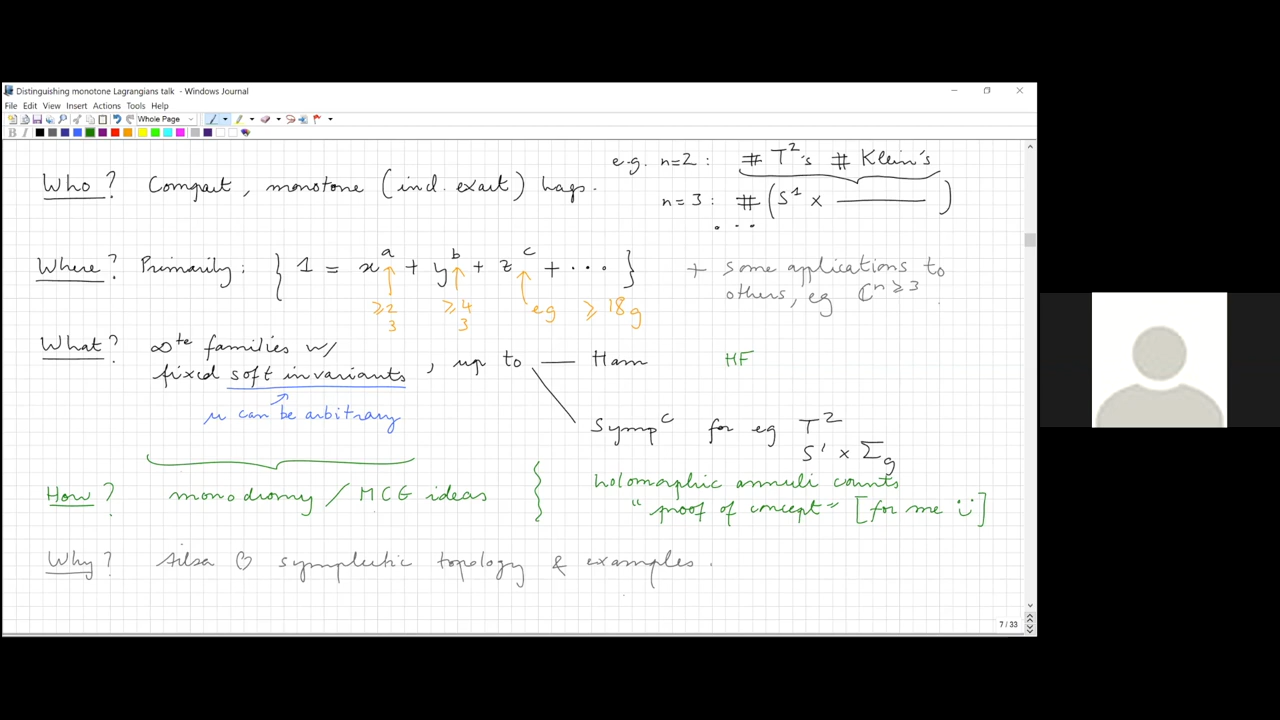 Distinguishing monotone Lagrangians talk - Windows Journal
File Edit View Insert Actions Tools Help
Whole Page
B I
Who? Compact, monotone (incl. exact) Lags.
e.g. n=2: # T²'s # Klein's
n=3: # (S¹ × ———)
...
Where? Primarily: { 1 = x^a + y^b + z^c + ... } + some applications to
others, eg ℂ^n≥3
≥2 ≥4 eg ≥18g
3 3
What? ∞te families w/
fixed soft invariants, up to — Ham HF
μ can be arbitrary
Symp^c for eg T²
S¹ × Σ_g
How? monodromy / MCG ideas } holomorphic annuli counts
"proof of concept" [for me ü]
Why? Ailsa ♡ symplectic topology & examples.
7 / 33